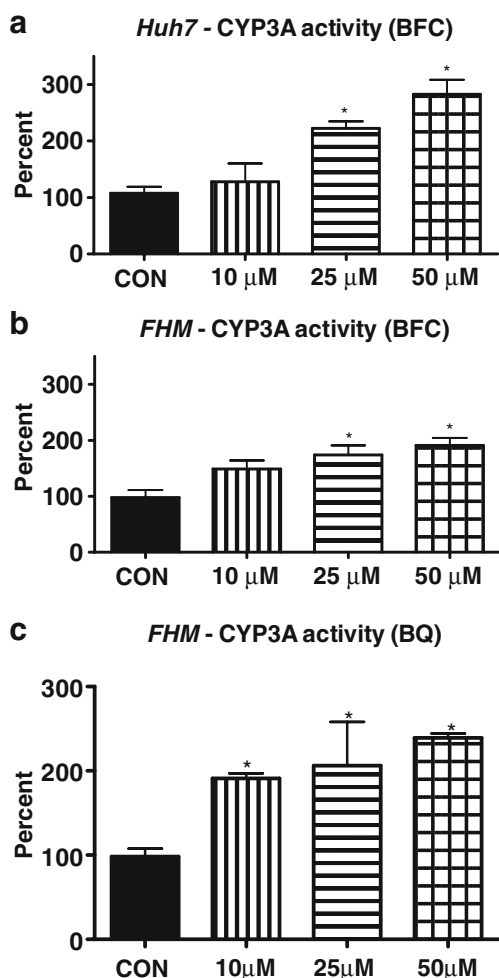 a Huh7 - CYP3A activity (BFC)
Percent
300
200
100
0
*
*
CON 10 μM 25 μM 50 μM
b FHM - CYP3A activity (BFC)
Percent
300
200
100
0
*
*
CON 10 μM 25 μM 50 μM
c FHM - CYP3A activity (BQ)
Percent
300
200
100
0
*
*
*
CON 10μM 25μM 50μM